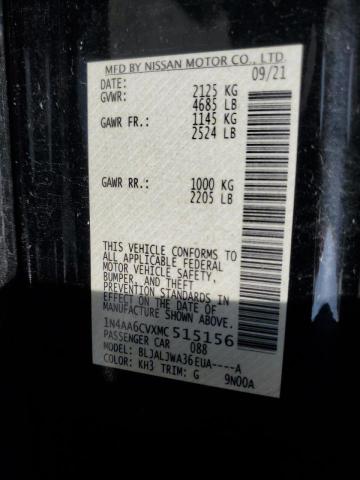 MFD BY NISSAN MOTOR CO., LTD.
DATE: 09/21
GVWR: 2125 KG
4685 LB
GAWR FR.: 1145 KG
2524 LB
GAWR RR.: 1000 KG
2205 LB
THIS VEHICLE CONFORMS TO
ALL APPLICABLE FEDERAL
MOTOR VEHICLE SAFETY,
BUMPER, AND THEFT
PREVENTION STANDARDS IN
EFFECT ON THE DATE OF
MANUFACTURE SHOWN ABOVE.
1N4AA6CVXMC515156
PASSENGER CAR 088
MODEL: BLJALJWA36EUA----A
COLOR: KH3 TRIM: G 9N00A